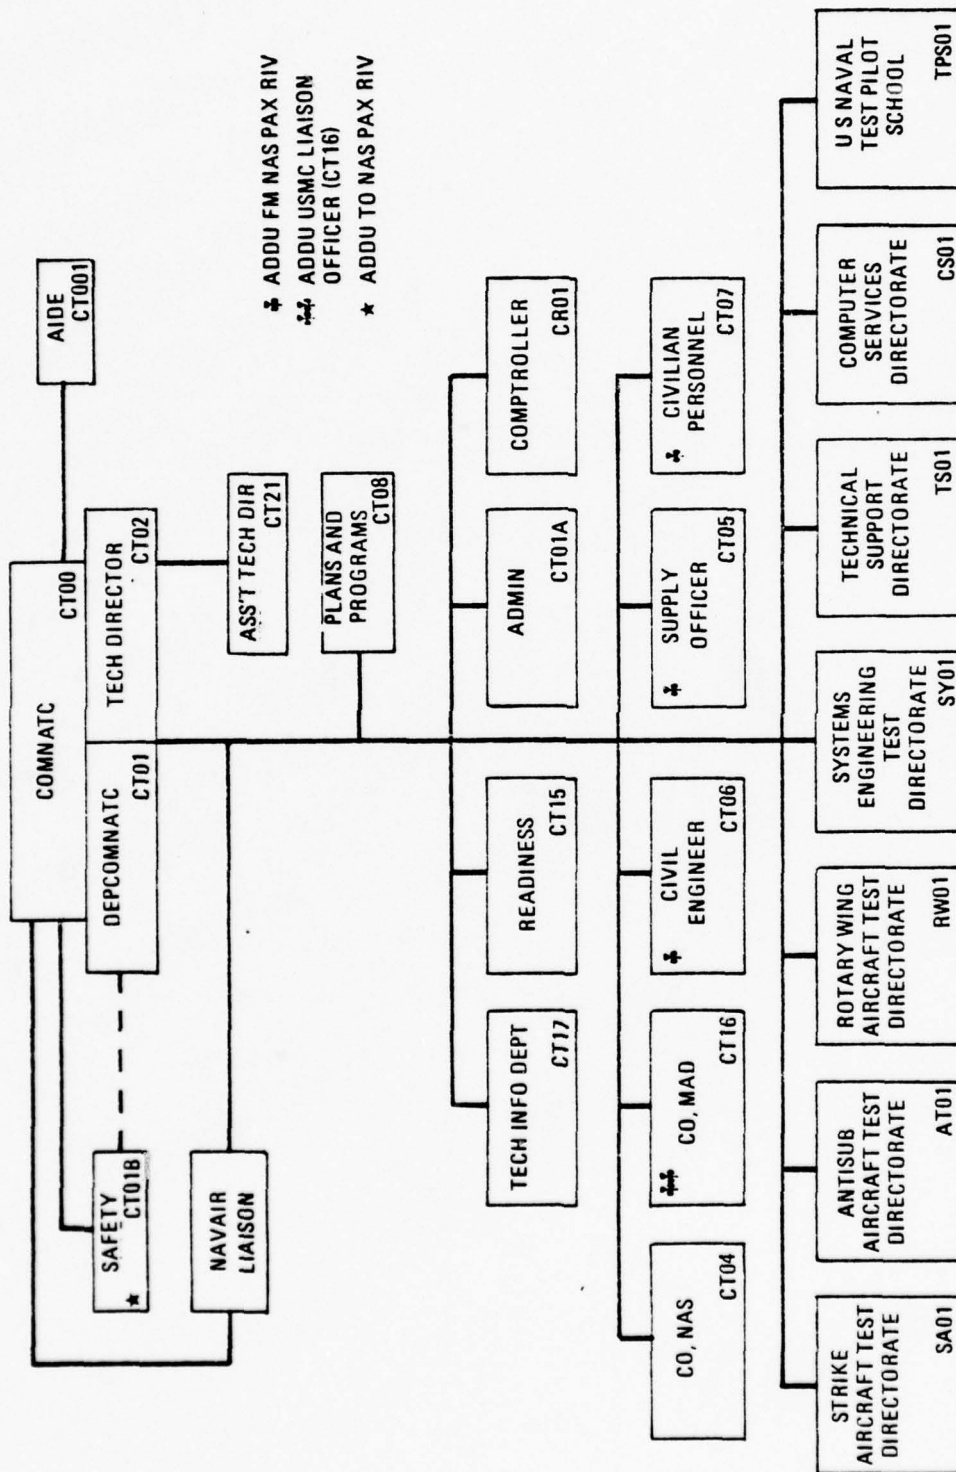 COMNATC
CT00
AIDE
CT001
DEPCOMNATC
CT01
TECH DIRECTOR
CT02
SAFETY
CT01B
★
NAVAIR
LIAISON
ASS'T TECH DIR
CT21
PLANS AND
PROGRAMS
CT08
ADDU FM NAS PAX RIV
ADDU USMC LIAISON
OFFICER (CT16)
★ ADDU TO NAS PAX RIV
TECH INFO DEPT
CT17
READINESS
CT15
ADMIN
CT01A
COMPTROLLER
CR01
CO, NAS
CT04
CO, MAD
CT16
CIVIL
ENGINEER
CT06
SUPPLY
OFFICER
CT05
CIVILIAN
PERSONNEL
CT07
STRIKE
AIRCRAFT TEST
DIRECTORATE
SA01
ANTISUB
AIRCRAFT TEST
DIRECTORATE
AT01
ROTARY WING
AIRCRAFT TEST
DIRECTORATE
RW01
SYSTEMS
ENGINEERING
TEST
DIRECTORATE
SY01
TECHNICAL
SUPPORT
DIRECTORATE
TS01
COMPUTER
SERVICES
DIRECTORATE
CS01
U S NAVAL
TEST PILOT
SCHOOL
TPS01